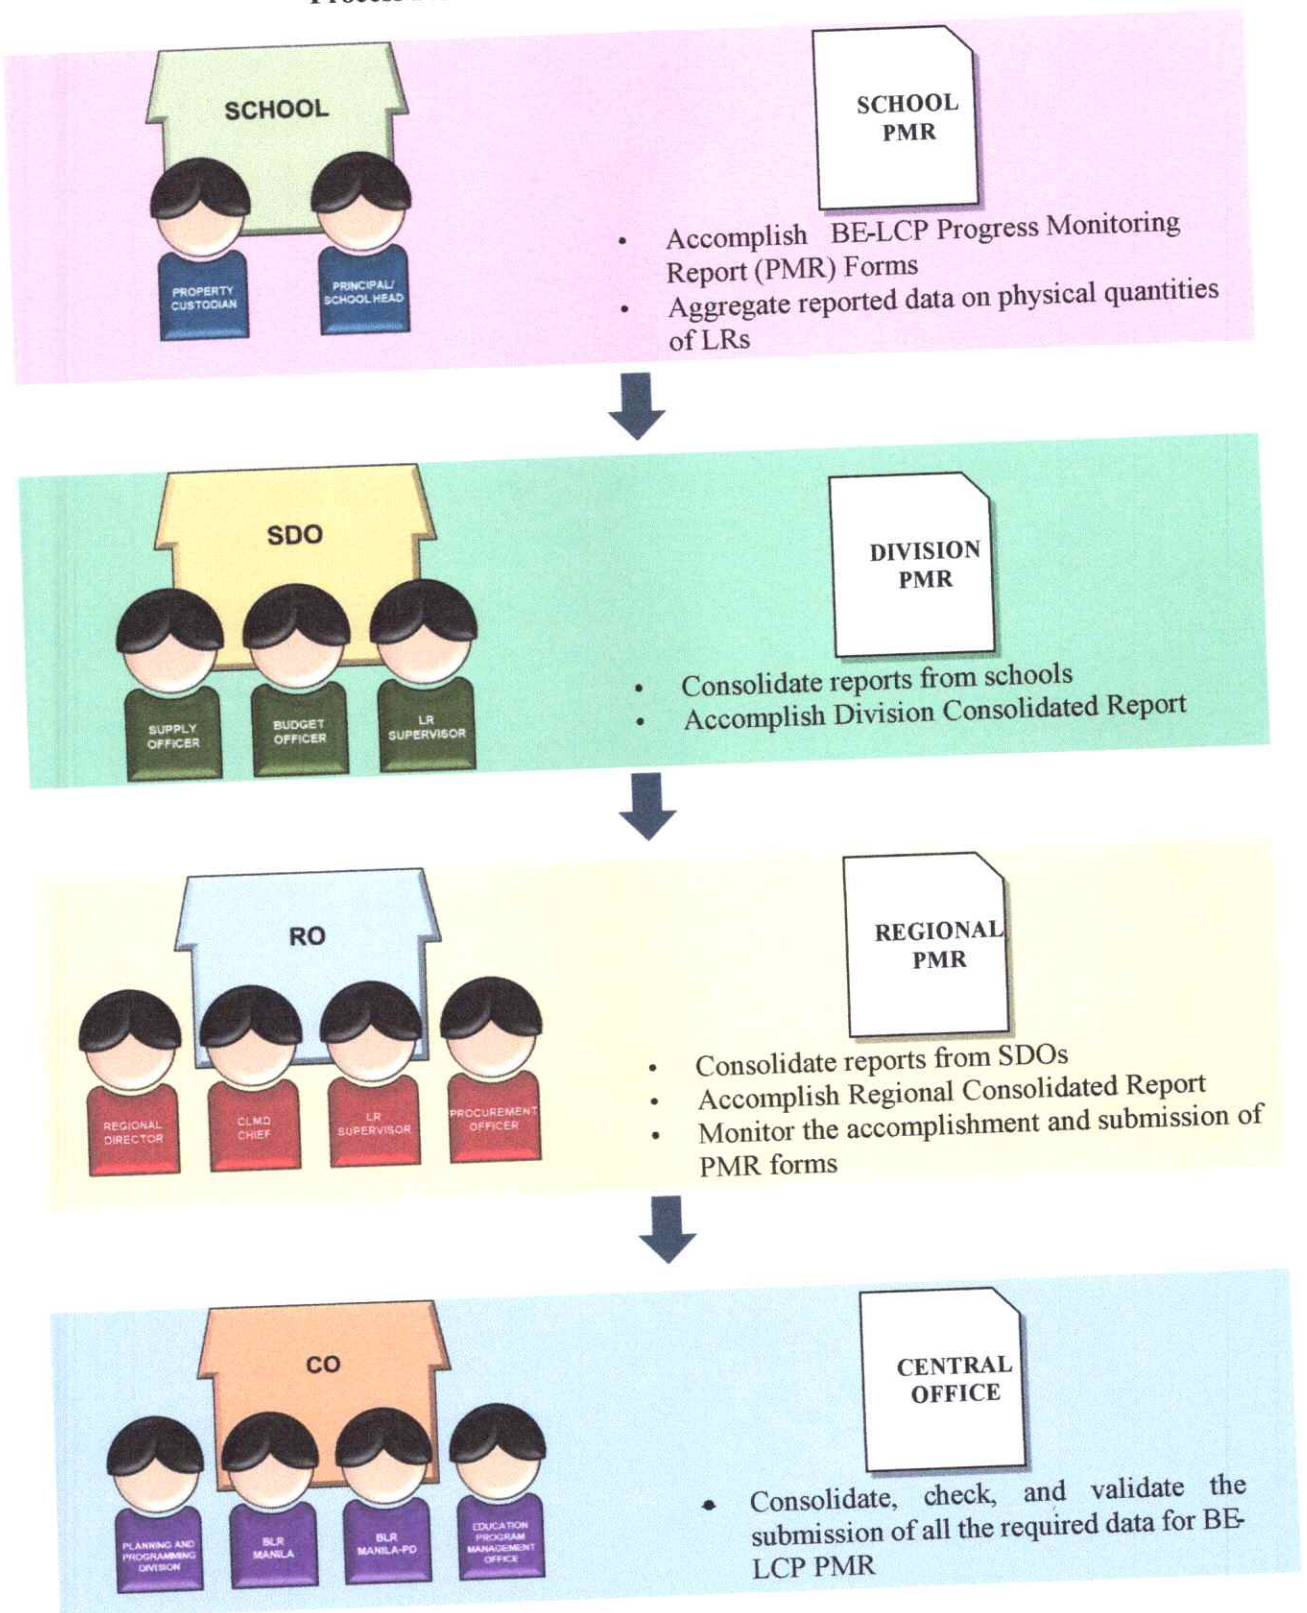 SCHOOL
PROPERTY
CUSTODIAN
PRINCIPAL/
SCHOOL HEAD
SCHOOL
PMR
• Accomplish BE-LCP Progress Monitoring
Report (PMR) Forms
• Aggregate reported data on physical quantities
of LRs
SDO
SUPPLY
OFFICER
BUDGET
OFFICER
LR
SUPERVISOR
DIVISION
PMR
• Consolidate reports from schools
• Accomplish Division Consolidated Report
RO
REGIONAL
DIRECTOR
CLMD
CHIEF
LR
SUPERVISOR
PROCUREMENT
OFFICER
REGIONAL
PMR
• Consolidate reports from SDOs
• Accomplish Regional Consolidated Report
• Monitor the accomplishment and submission of
PMR forms
CO
PLANNING AND
PROGRAMMING
DIVISION
BLR
MANILA
BLR
MANILA-PD
EDUCATION
PROGRAM
MANAGEMENT
OFFICE
CENTRAL
OFFICE
• Consolidate, check, and validate the
submission of all the required data for BE-
LCP PMR